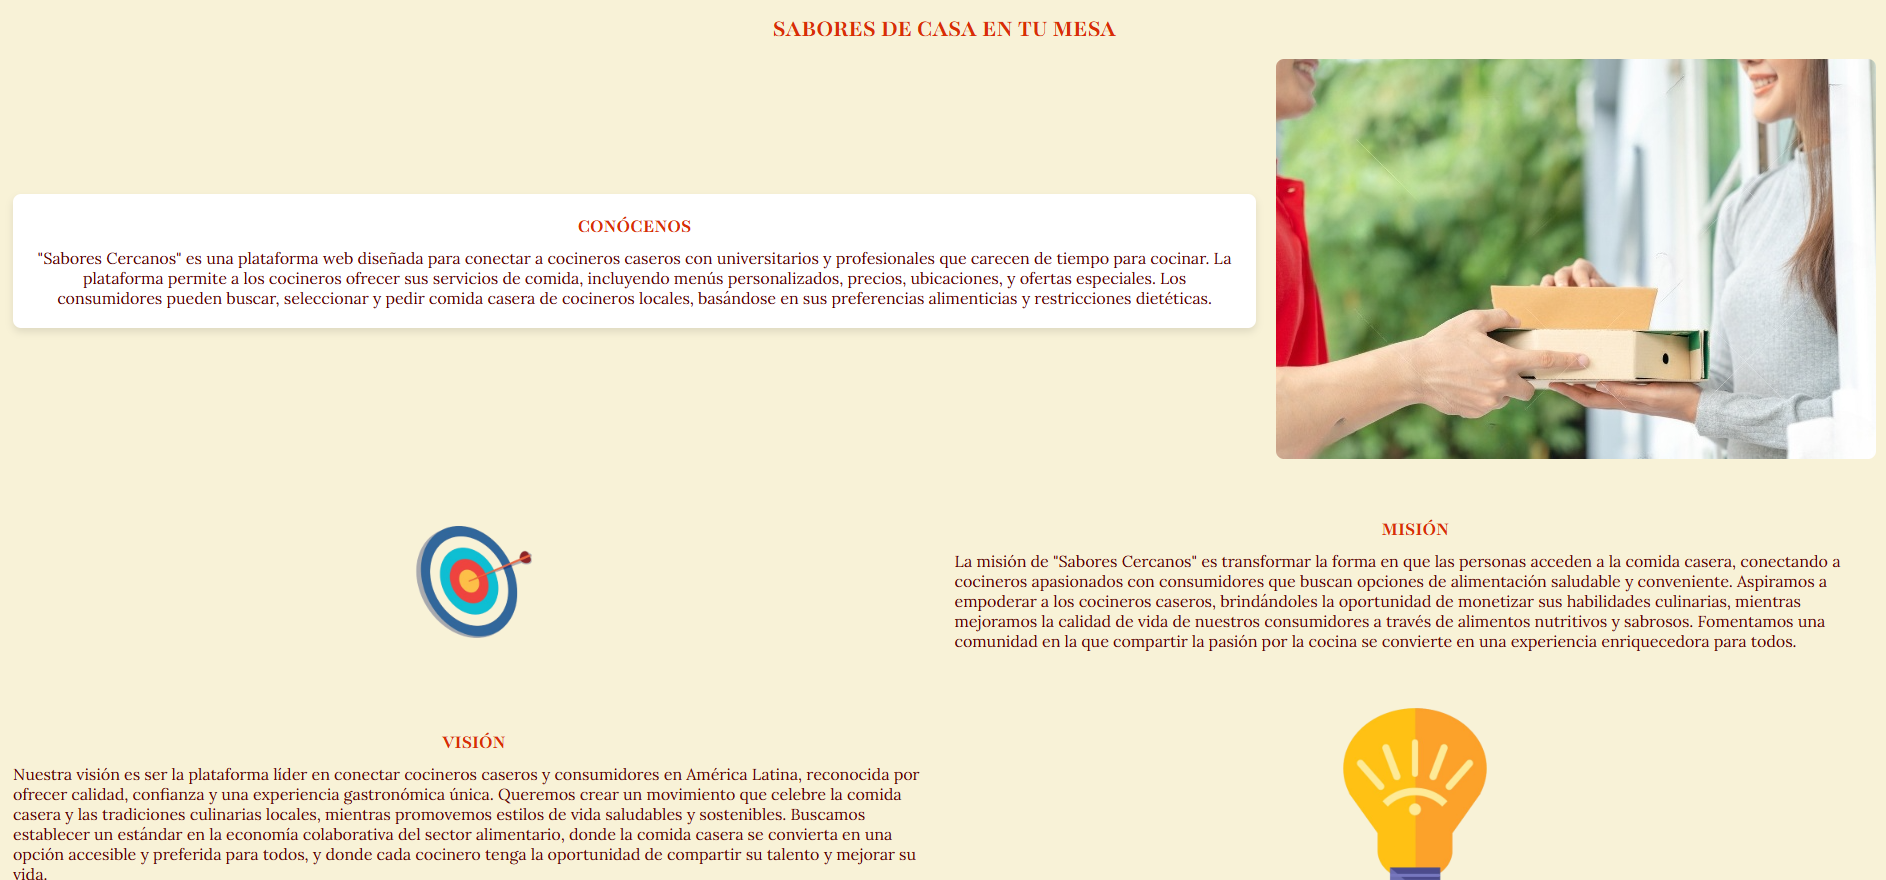 SABORES DE CASA EN TU MESA
CONÓCENOS
"Sabores Cercanos" es una plataforma web diseñada para conectar a cocineros caseros con universitarios y profesionales que carecen de tiempo para cocinar. La
plataforma permite a los cocineros ofrecer sus servicios de comida, incluyendo menús personalizados, precios, ubicaciones, y ofertas especiales. Los
consumidores pueden buscar, seleccionar y pedir comida casera de cocineros locales, basándose en sus preferencias alimenticias y restricciones dietéticas.
MISIÓN
La misión de "Sabores Cercanos" es transformar la forma en que las personas acceden a la comida casera, conectando a
cocineros apasionados con consumidores que buscan opciones de alimentación saludable y conveniente. Aspiramos a
empoderar a los cocineros caseros, brindándoles la oportunidad de monetizar sus habilidades culinarias, mientras
mejoramos la calidad de vida de nuestros consumidores a través de alimentos nutritivos y sabrosos. Fomentamos una
comunidad en la que compartir la pasión por la cocina se convierte en una experiencia enriquecedora para todos.
VISIÓN
Nuestra visión es ser la plataforma líder en conectar cocineros caseros y consumidores en América Latina, reconocida por
ofrecer calidad, confianza y una experiencia gastronómica única. Queremos crear un movimiento que celebre la comida
casera y las tradiciones culinarias locales, mientras promovemos estilos de vida saludables y sostenibles. Buscamos
establecer un estándar en la economía colaborativa del sector alimentario, donde la comida casera se convierta en una
opción accesible y preferida para todos, y donde cada cocinero tenga la oportunidad de compartir su talento y mejorar su
vida.